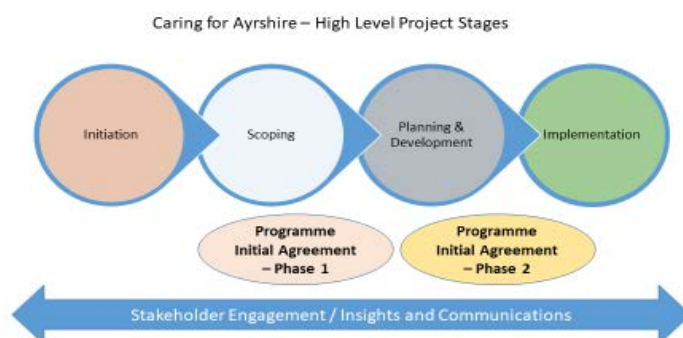 Caring for Ayrshire – High Level Project Stages
Initiation
Scoping
Planning &
Development
Implementation
Programme
Initial Agreement
– Phase 1
Programme
Initial Agreement
– Phase 2
Stakeholder Engagement / Insights and Communications